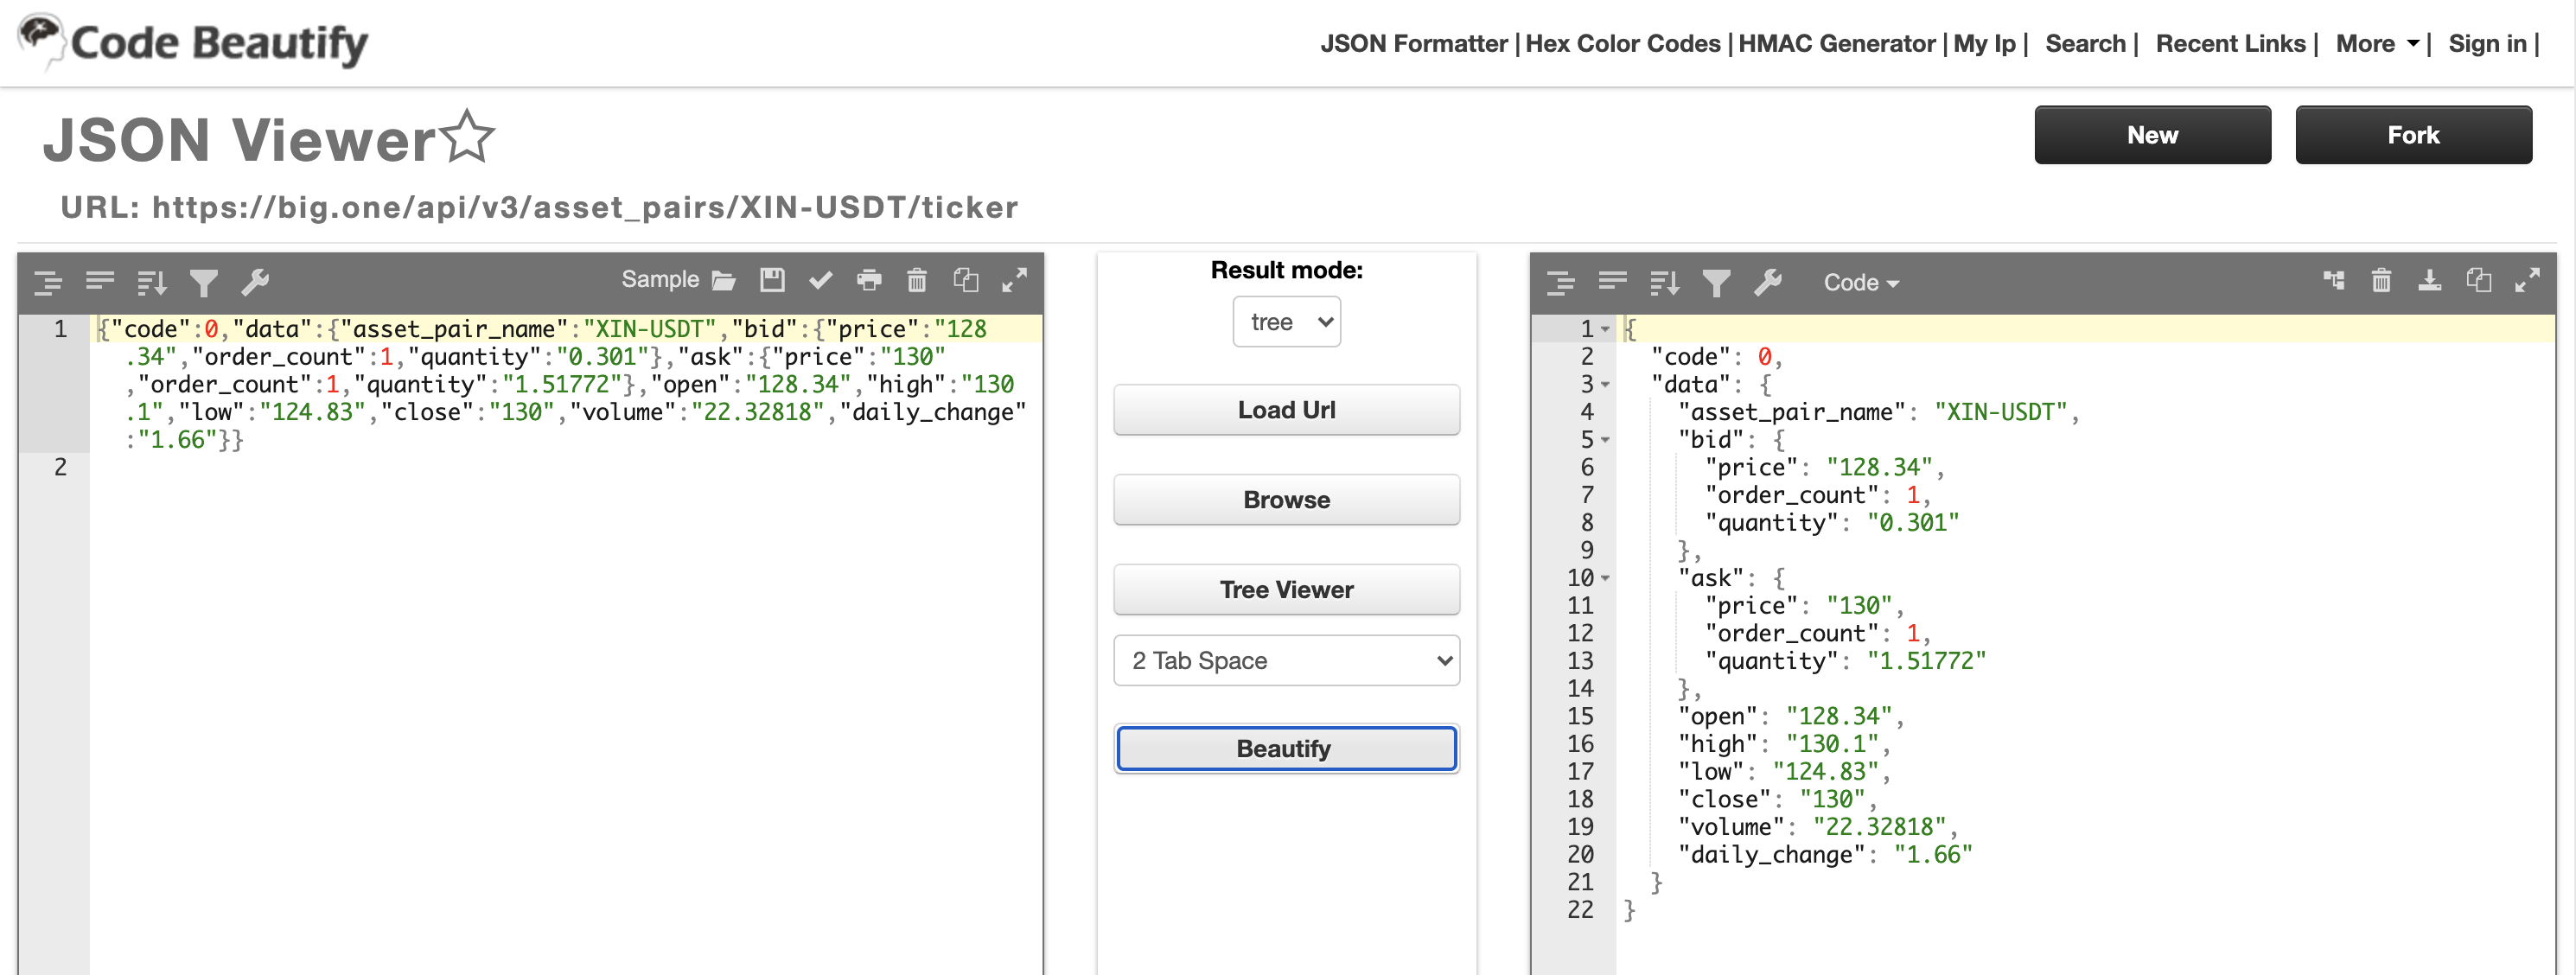 Code Beautify
JSON Formatter | Hex Color Codes | HMAC Generator | My Ip | Search | Recent Links | More | Sign in |
JSON Viewer
New
Fork
URL: https://big.one/api/v3/asset_pairs/XIN-USDT/ticker
Sample
1
{"code":0,"data":{"asset_pair_name":"XIN-USDT","bid":{"price":"128
.34","order_count":1,"quantity":"0.301"},"ask":{"price":"130"
,"order_count":1,"quantity":"1.51772"},"open":"128.34","high":"130
.1","low":"124.83","close":"130","volume":"22.32818","daily_change"
:"1.66"}}
2
Result mode:
tree
Load Url
Browse
Tree Viewer
2 Tab Space
Beautify
Code
1 {
2 "code": 0,
3 "data": {
4 "asset_pair_name": "XIN-USDT",
5 "bid": {
6 "price": "128.34",
7 "order_count": 1,
8 "quantity": "0.301"
9 },
10 "ask": {
11 "price": "130",
12 "order_count": 1,
13 "quantity": "1.51772"
14 },
15 "open": "128.34",
16 "high": "130.1",
17 "low": "124.83",
18 "close": "130",
19 "volume": "22.32818",
20 "daily_change": "1.66"
21 }
22 }